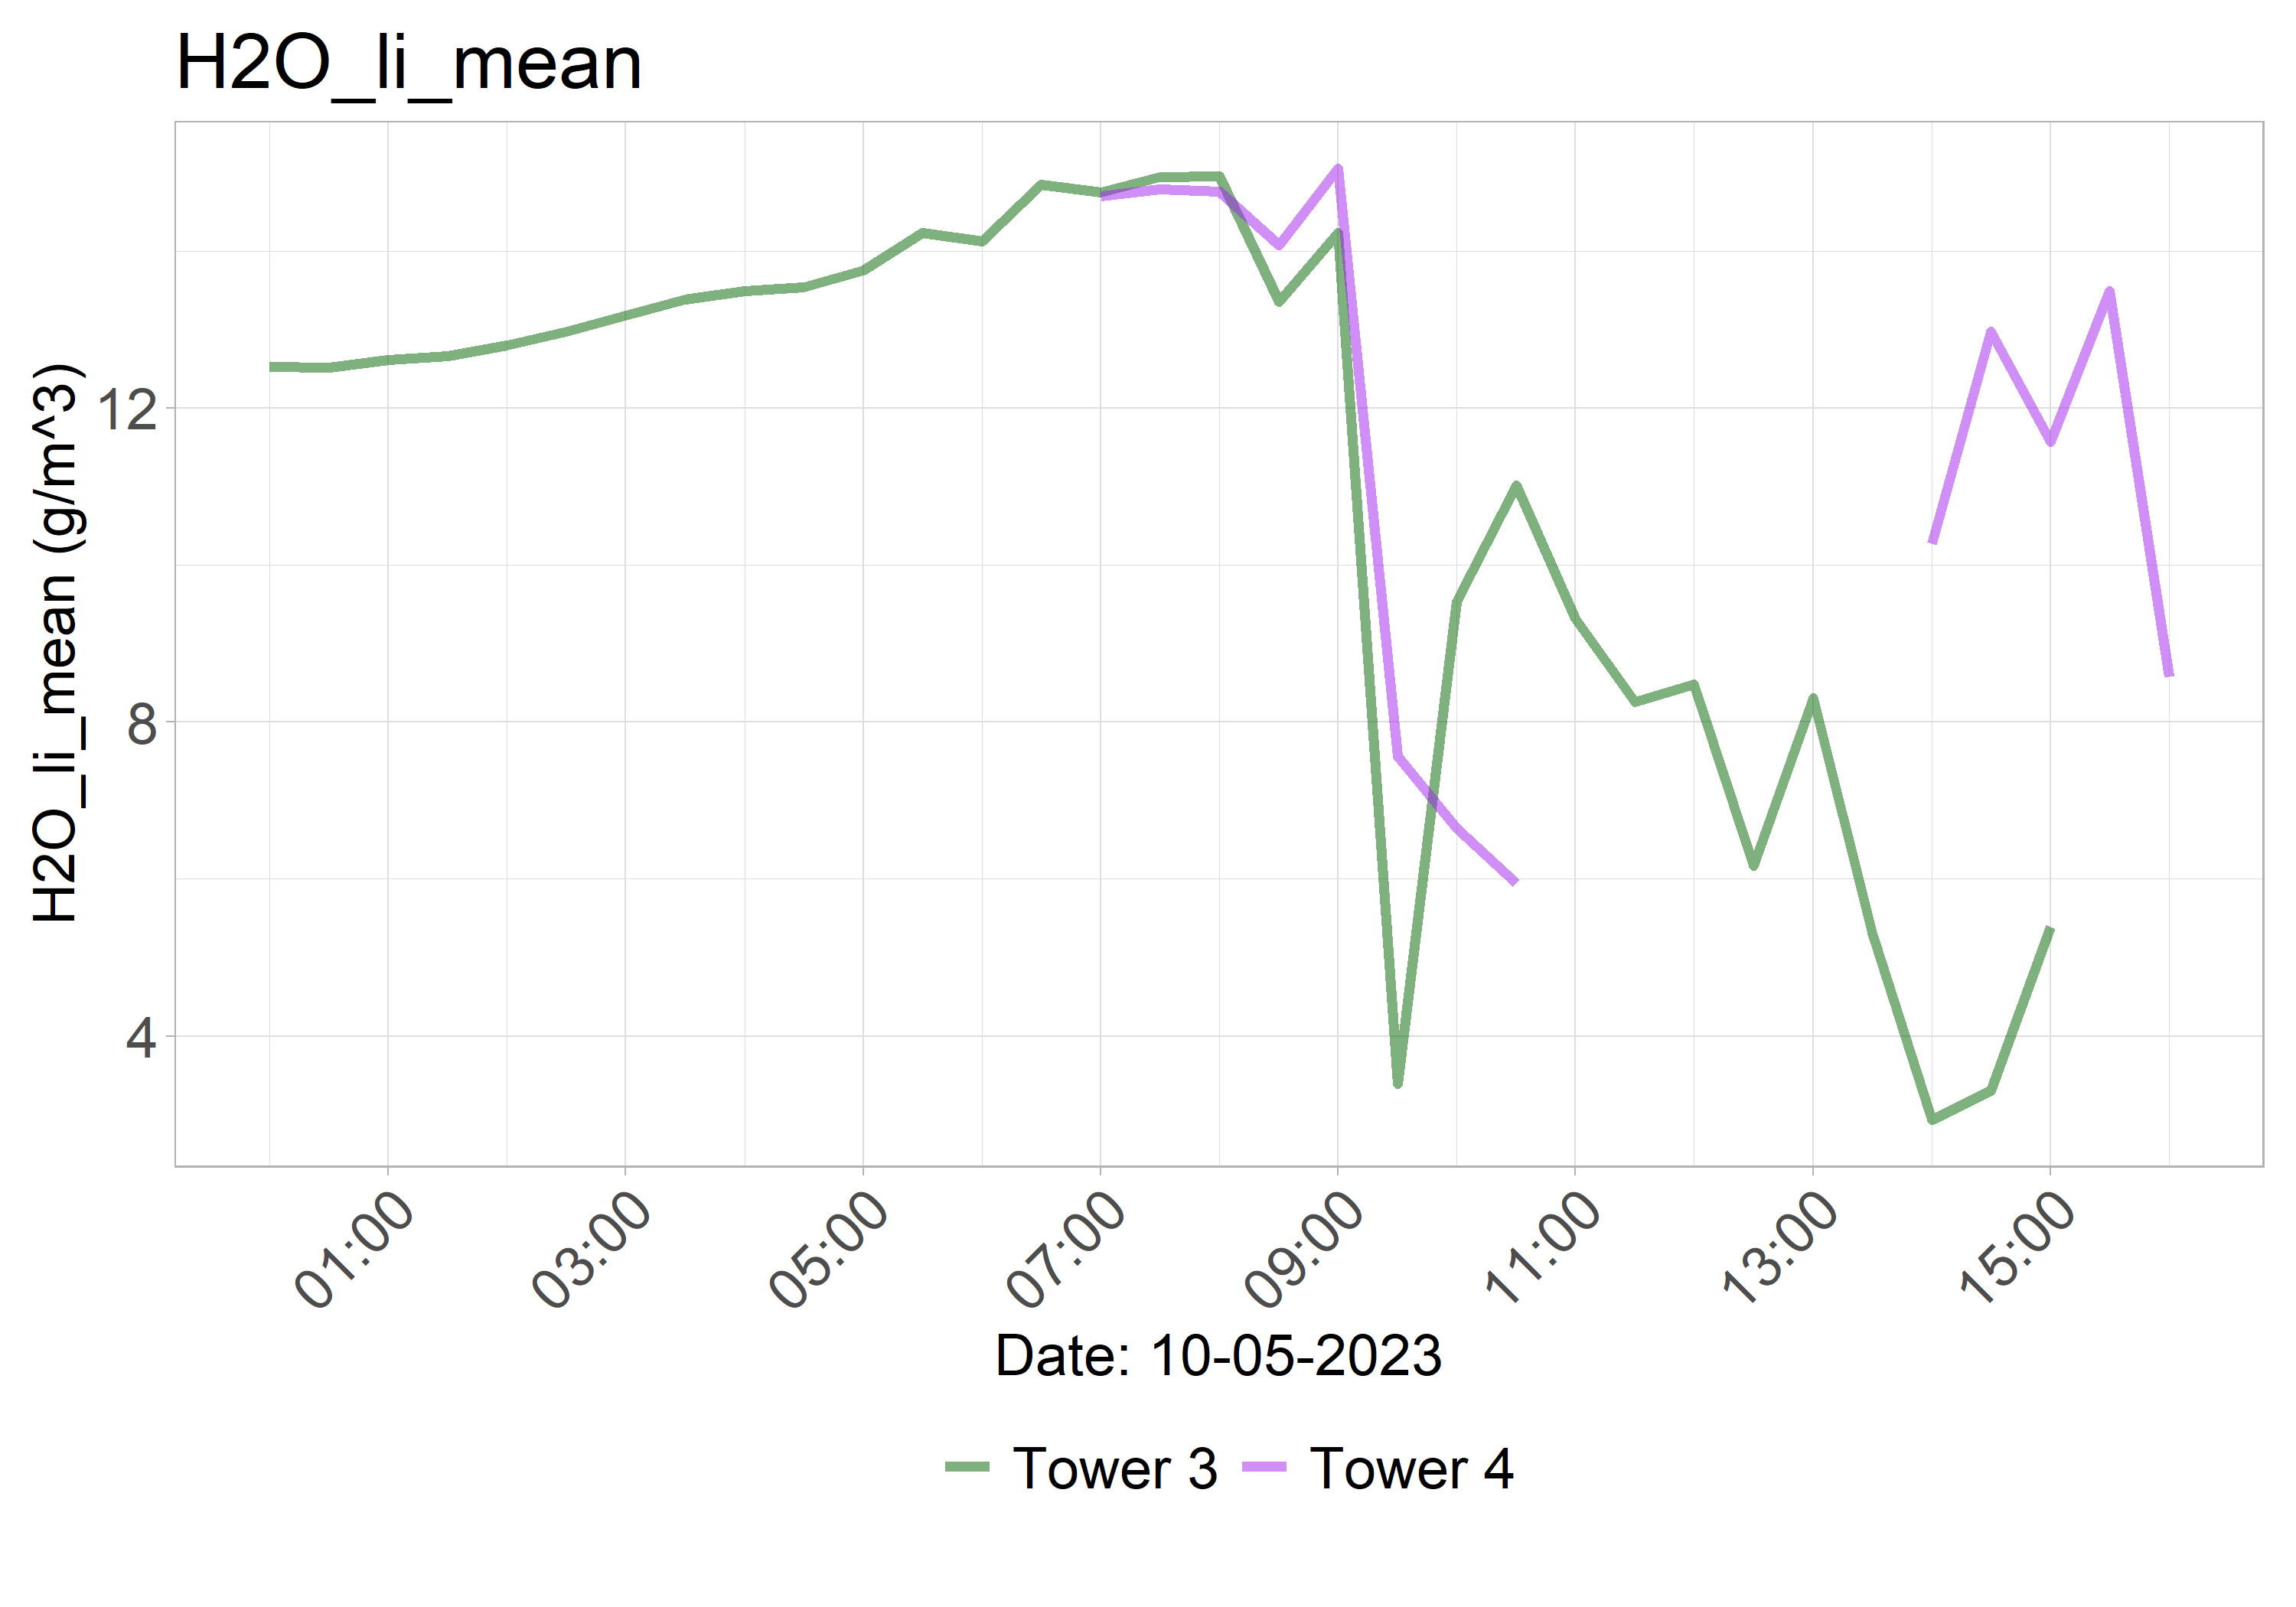 H2O_li_mean
H2O_li_mean (g/m^3)
12
8
4
01:00
03:00
05:00
07:00
09:00
11:00
13:00
15:00
Date: 10-05-2023
Tower 3
Tower 4